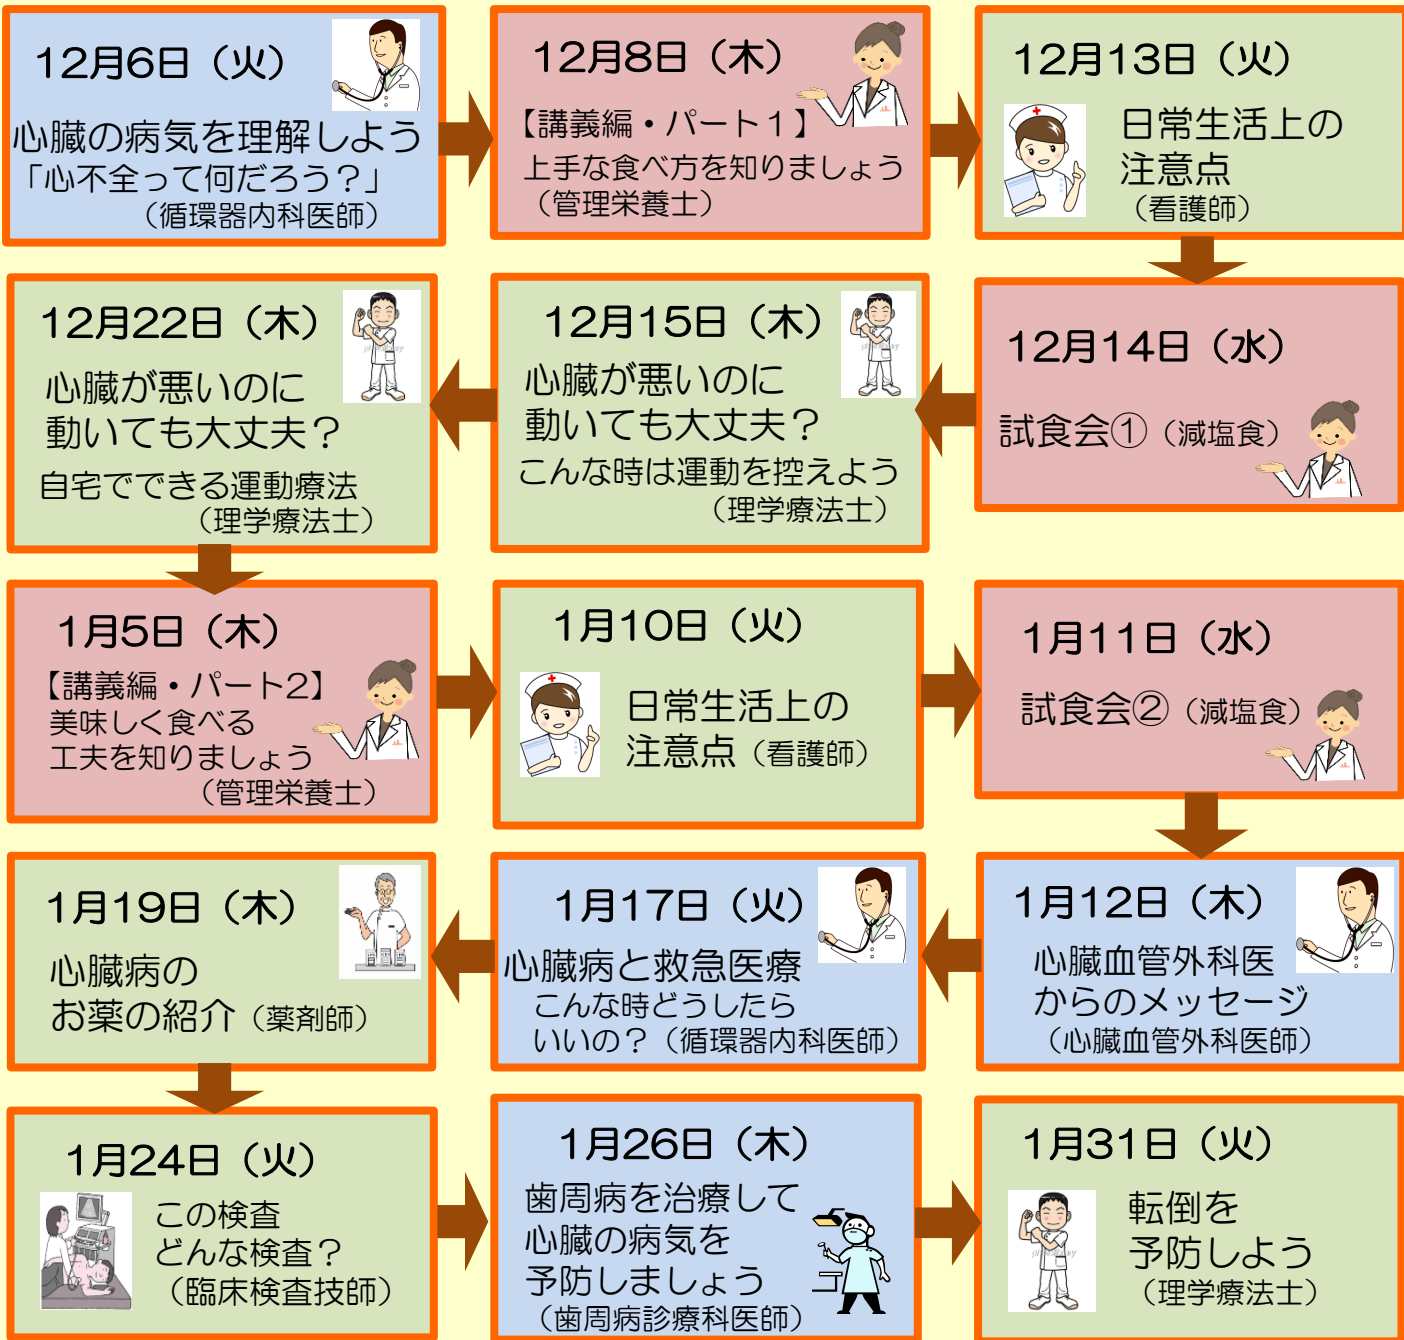 12月6日（火）
心臓の病気を理解しよう
「心不全って何だろう？」
（循環器内科医師）
12月8日（木）
【講義編・パート１】
上手な食べ方を知りましょう
（管理栄養士）
12月13日（火）
日常生活上の
注意点
（看護師）
12月14日（水）
試食会①（減塩食）
12月15日（木）
心臓が悪いのに
動いても大丈夫？
こんな時は運動を控えよう
（理学療法士）
12月22日（木）
心臓が悪いのに
動いても大丈夫？
自宅でできる運動療法
（理学療法士）
1月5日（木）
【講義編・パート2】
美味しく食べる
工夫を知りましょう
（管理栄養士）
1月10日（火）
日常生活上の
注意点（看護師）
1月11日（水）
試食会②（減塩食）
1月12日（木）
心臓血管外科医
からのメッセージ
（心臓血管外科医師）
1月17日（火）
心臓病と救急医療
こんな時どうしたら
いいの？（循環器内科医師）
1月19日（木）
心臓病の
お薬の紹介（薬剤師）
1月24日（火）
この検査
どんな検査？
（臨床検査技師）
1月26日（木）
歯周病を治療して
心臓の病気を
予防しましょう
（歯周病診療科医師）
1月31日（火）
転倒を
予防しよう
（理学療法士）